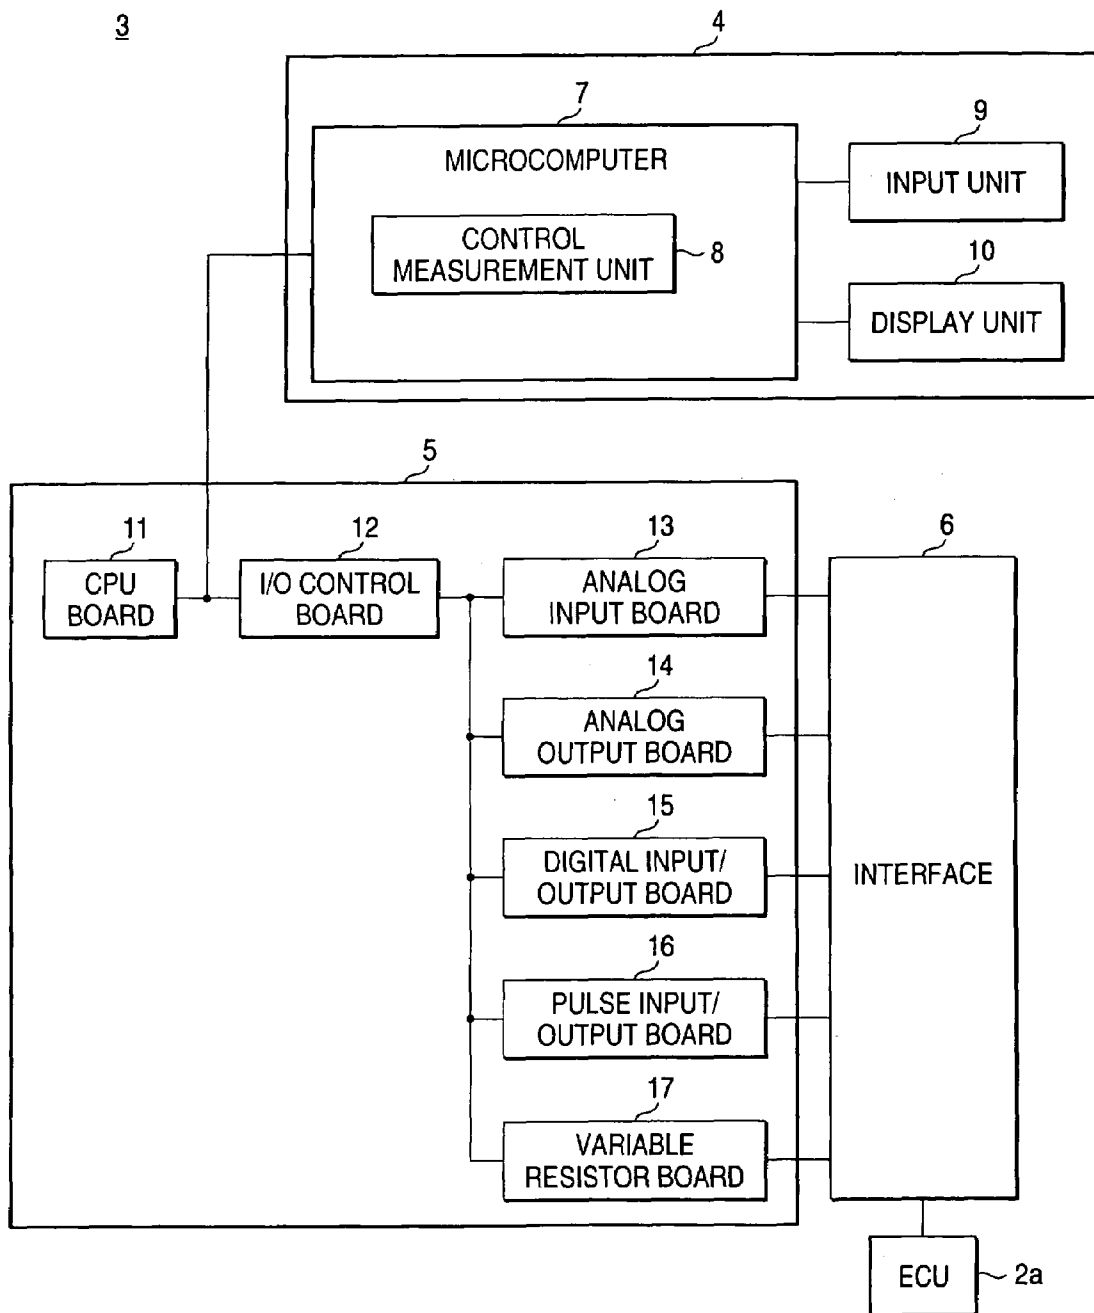 3
4
7
MICROCOMPUTER
CONTROL
MEASUREMENT UNIT
8
9
INPUT UNIT
10
DISPLAY UNIT
5
11
CPU
BOARD
12
I/O CONTROL
BOARD
13
ANALOG
INPUT BOARD
14
ANALOG
OUTPUT BOARD
15
DIGITAL INPUT/
OUTPUT BOARD
16
PULSE INPUT/
OUTPUT BOARD
17
VARIABLE
RESISTOR BOARD
6
INTERFACE
ECU
2a